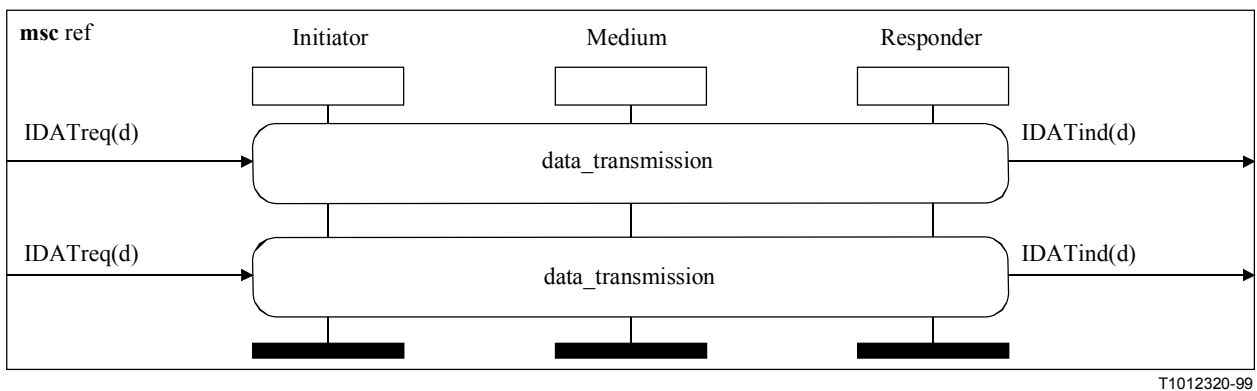 msc ref
Initiator
Medium
Responder
IDATreq(d)
IDATind(d)
data_transmission
IDATreq(d)
IDATind(d)
data_transmission
T1012320-99